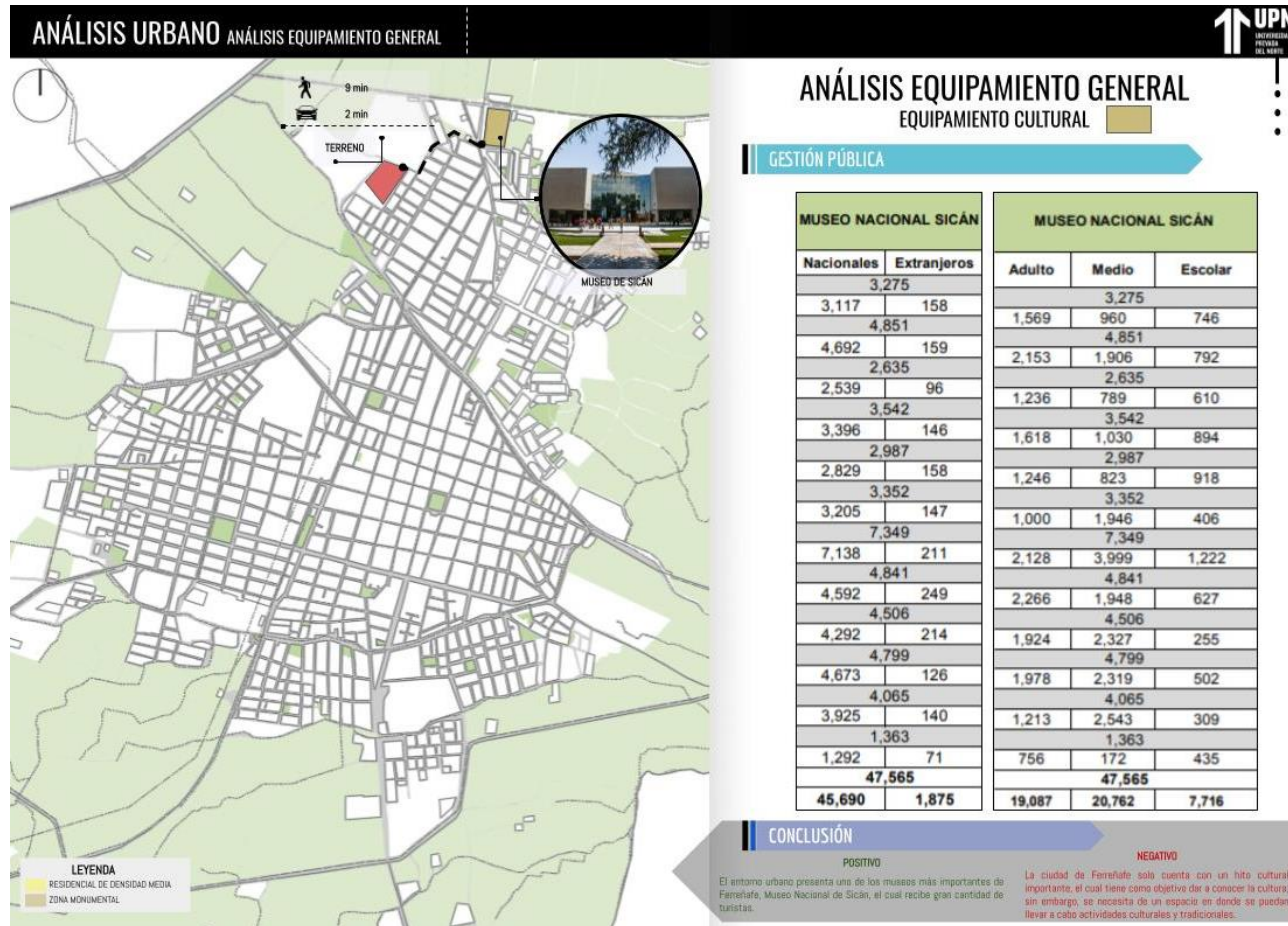 ANÁLISIS URBANO ANÁLISIS EQUIPAMIENTO GENERAL
UPN
UNIVERSIDAD
PRIVADA
DEL NORTE
9 min
2 min
TERRENO
MUSEO DE SICÁN
LEYENDA
RESIDENCIAL DE DENSIDAD MEDIA
ZONA MONUMENTAL
ANÁLISIS EQUIPAMIENTO GENERAL
EQUIPAMIENTO CULTURAL
GESTIÓN PÚBLICA
MUSEO NACIONAL SICÁN
Nacionales Extranjeros
3,275
3,117 158
4,851
4,692 159
2,635
2,539 96
3,542
3,396 146
2,987
2,829 158
3,352
3,205 147
7,349
7,138 211
4,841
4,592 249
4,506
4,292 214
4,799
4,673 126
4,065
3,925 140
1,363
1,292 71
47,565
45,690 1,875
MUSEO NACIONAL SICÁN
Adulto Medio Escolar
3,275
1,569 960 746
4,851
2,153 1,906 792
2,635
1,236 789 610
3,542
1,618 1,030 894
2,987
1,246 823 918
3,352
1,000 1,946 406
7,349
2,128 3,999 1,222
4,841
2,266 1,948 627
4,506
1,924 2,327 255
4,799
1,978 2,319 502
4,065
1,213 2,543 309
1,363
756 172 435
47,565
19,087 20,762 7,716
CONCLUSIÓN
POSITIVO
El entorno urbano presenta uno de los museos más importantes de
Ferreñafe, Museo Nacional de Sicán, el cual recibe gran cantidad de
turistas.
NEGATIVO
La ciudad de Ferreñafe solo cuenta con un hito cultural
importante, el cual tiene como objetivo dar a conocer la cultura,
sin embargo, se necesita de un espacio en donde se puedan
llevar a cabo actividades culturales y tradicionales.